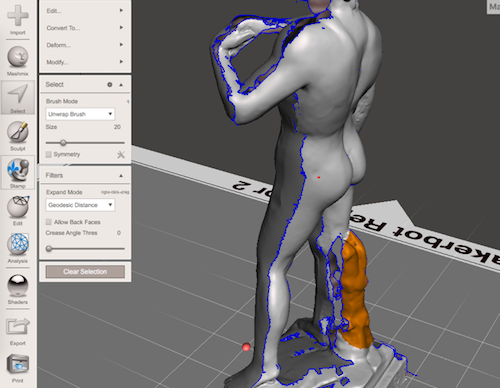 Import
Meshmix
Select
Sculpt
Stamp
Edit
Analysis
Shaders
Export
Print
Edit...
Convert To...
Deform...
Modify...
Select
Brush Mode
Unwrap Brush
Size 20
Symmetry
Filters
Expand Mode
Geodesic Distance
Allow Back Faces
Crease Angle Thres 0
Clear Selection
Ma
akerbot Re
or 2